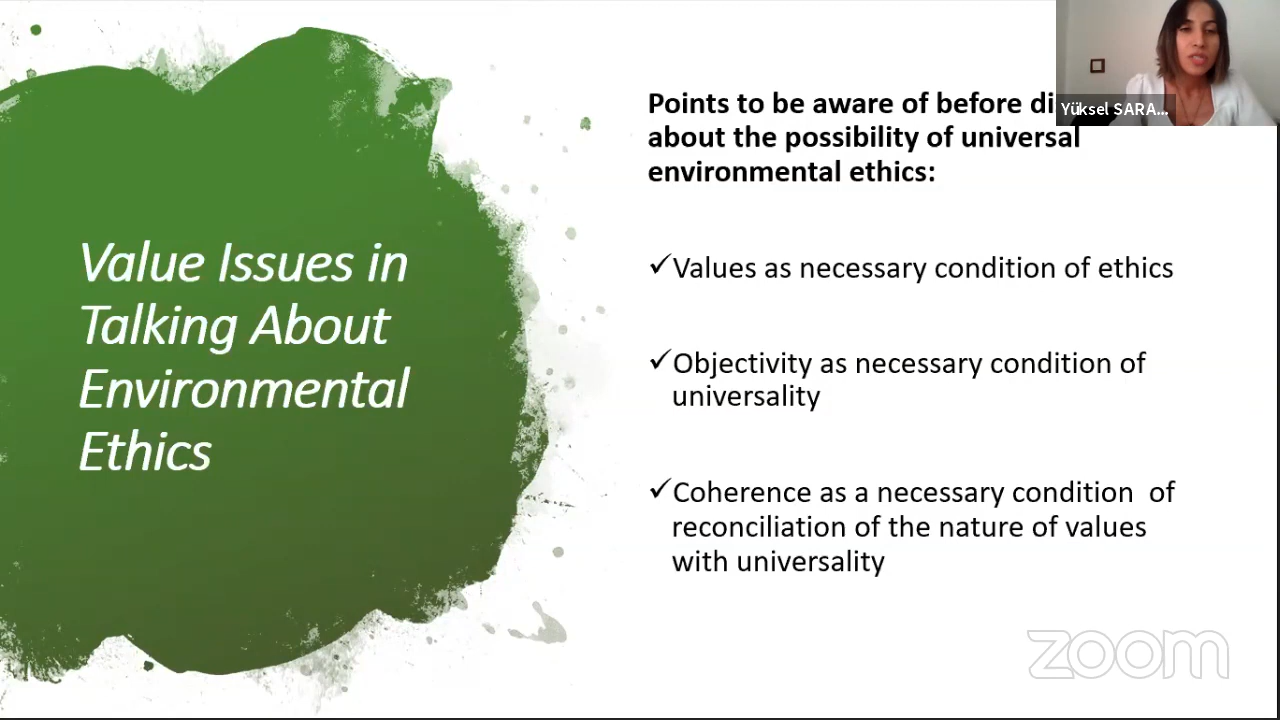 Value Issues in
Talking About
Environmental
Ethics
Points to be aware of before
about the possibility of universal
environmental ethics:
✓Values as necessary condition of ethics
✓Objectivity as necessary condition of
universality
✓Coherence as a necessary condition of
reconciliation of the nature of values
with universality
Yüksel SARA...
zoom